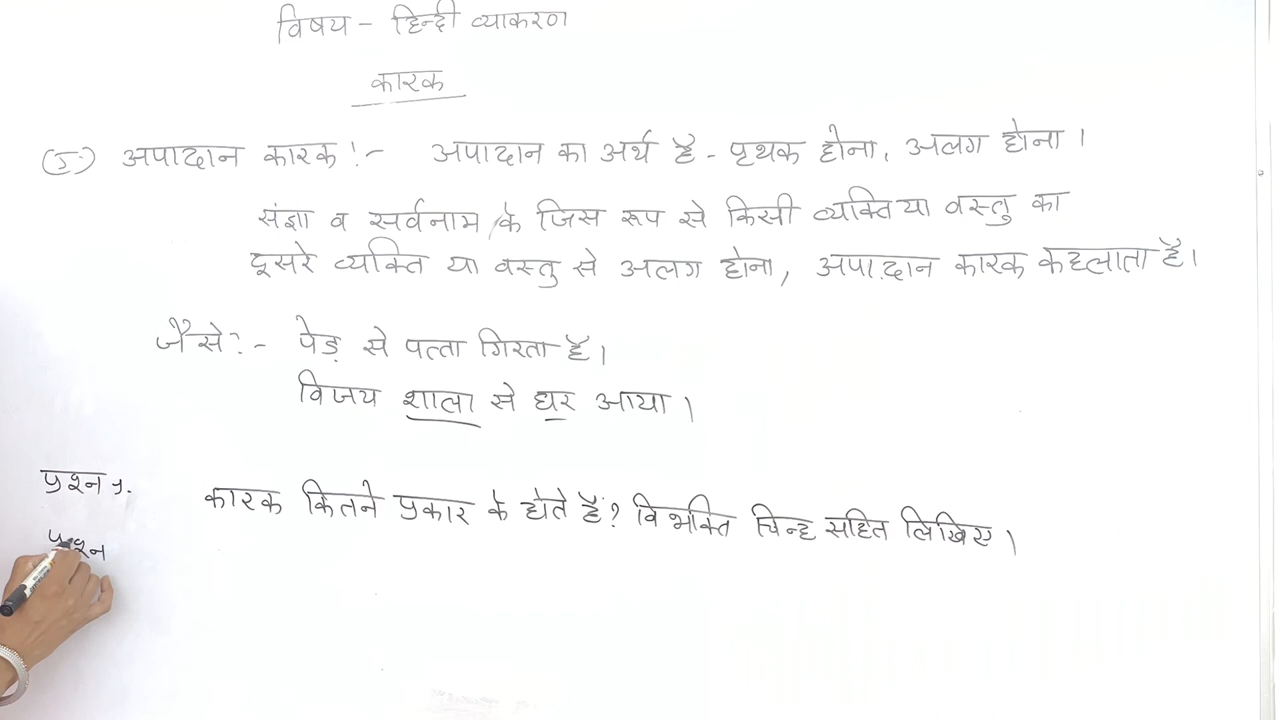 विषय - हिन्दी व्याकरण
कारक
(5.) अपादान कारक :- अपादान का अर्थ है - पृथक होना, अलग होना ।
संज्ञा व सर्वनाम के जिस रूप से किसी व्यक्ति या वस्तु का
दूसरे व्यक्ति या वस्तु से अलग होना, अपादान कारक कहलाता है।
जैसे :- पेड़ से पत्ता गिरता है।
विजय शाला से घर आया ।
प्रश्न 1. कारक कितने प्रकार के होते हैं? विभक्ति चिन्ह सहित लिखिए ।
प्रश्न